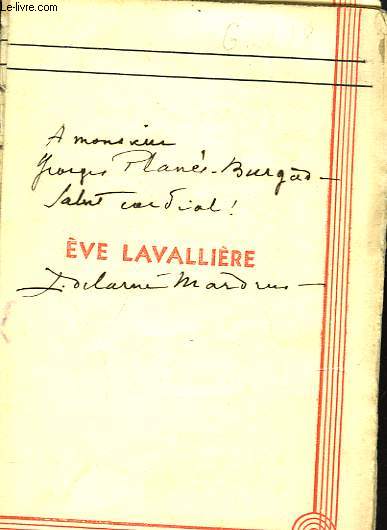 Le-livre.com
A monsieur
Georges Planès-Burgade
Salut cordial !
ÈVE LAVALLIÈRE
L. delarue Mardrus